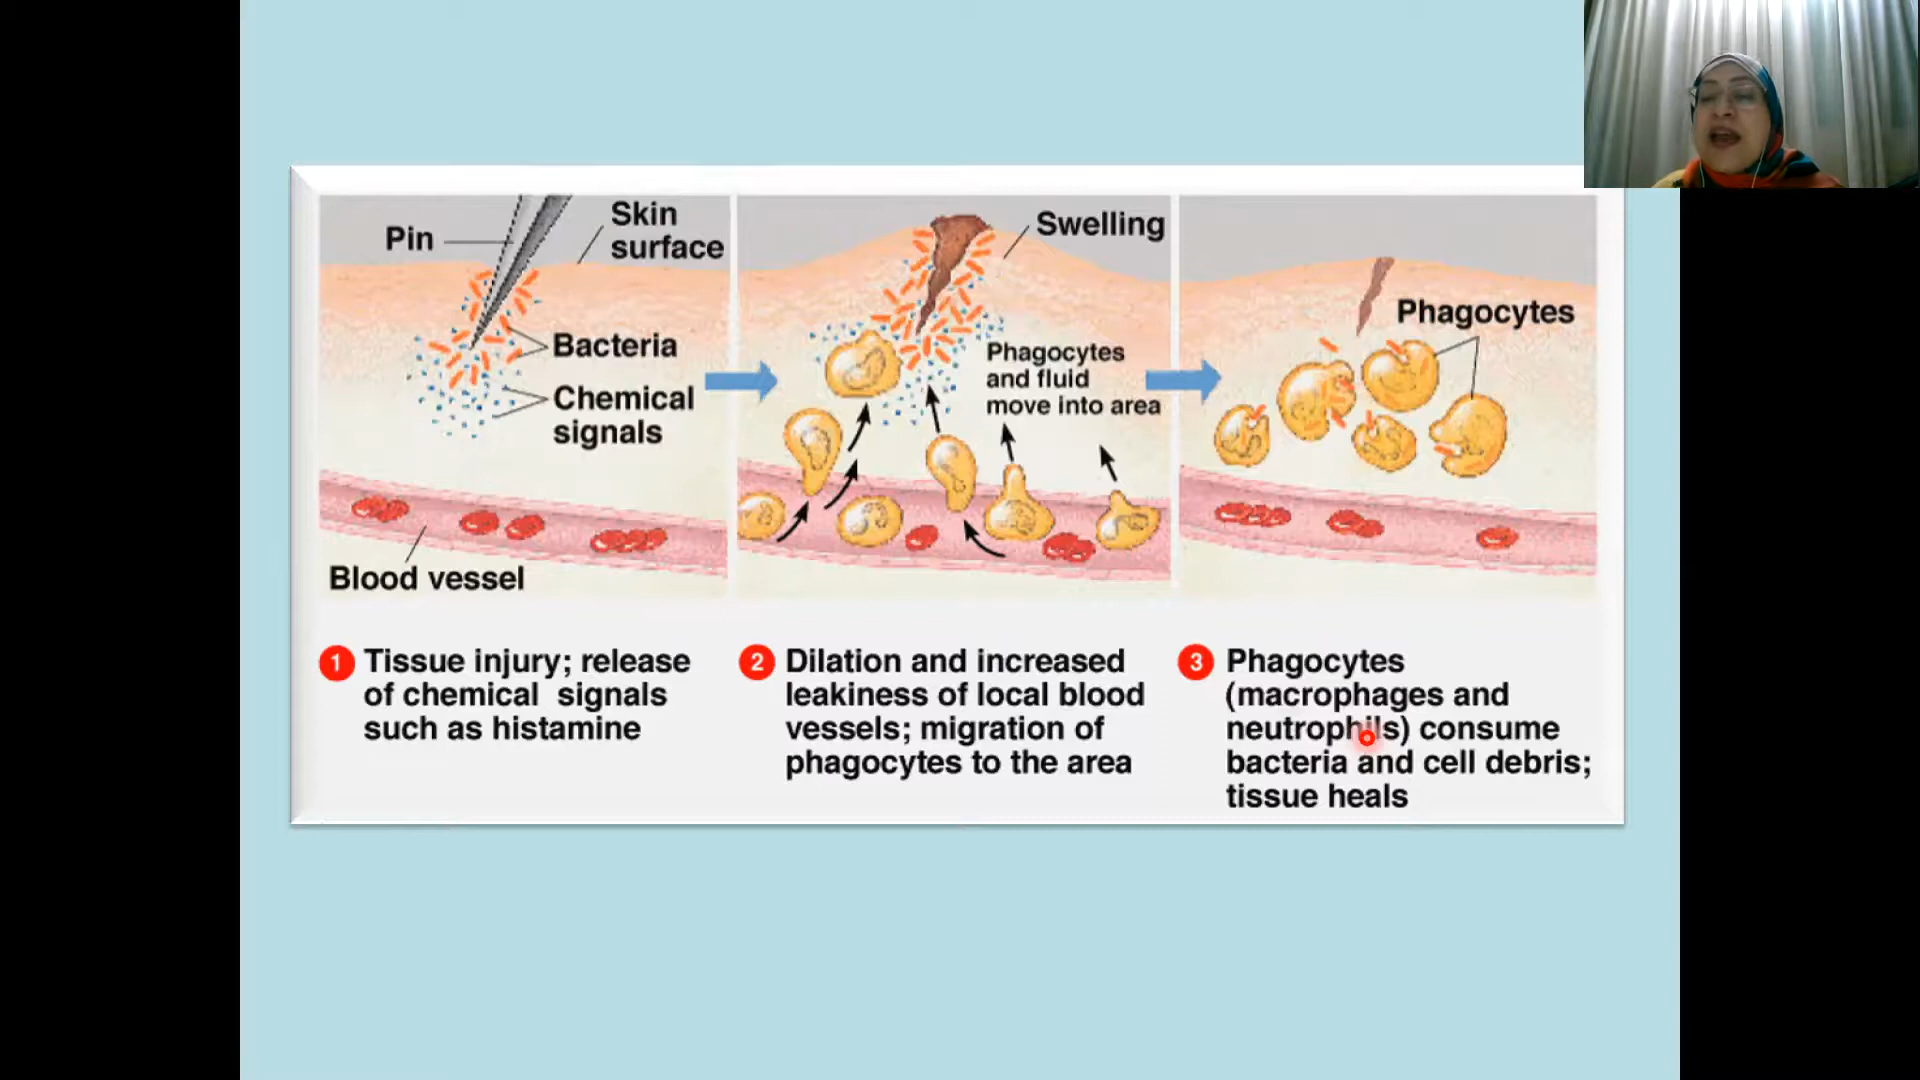 Pin
Skin
surface
Bacteria
Chemical
signals
Blood vessel
Swelling
Phagocytes
and fluid
move into area
Phagocytes
1 Tissue injury; release
of chemical signals
such as histamine
2 Dilation and increased
leakiness of local blood
vessels; migration of
phagocytes to the area
3 Phagocytes
(macrophages and
neutrophils) consume
bacteria and cell debris;
tissue heals